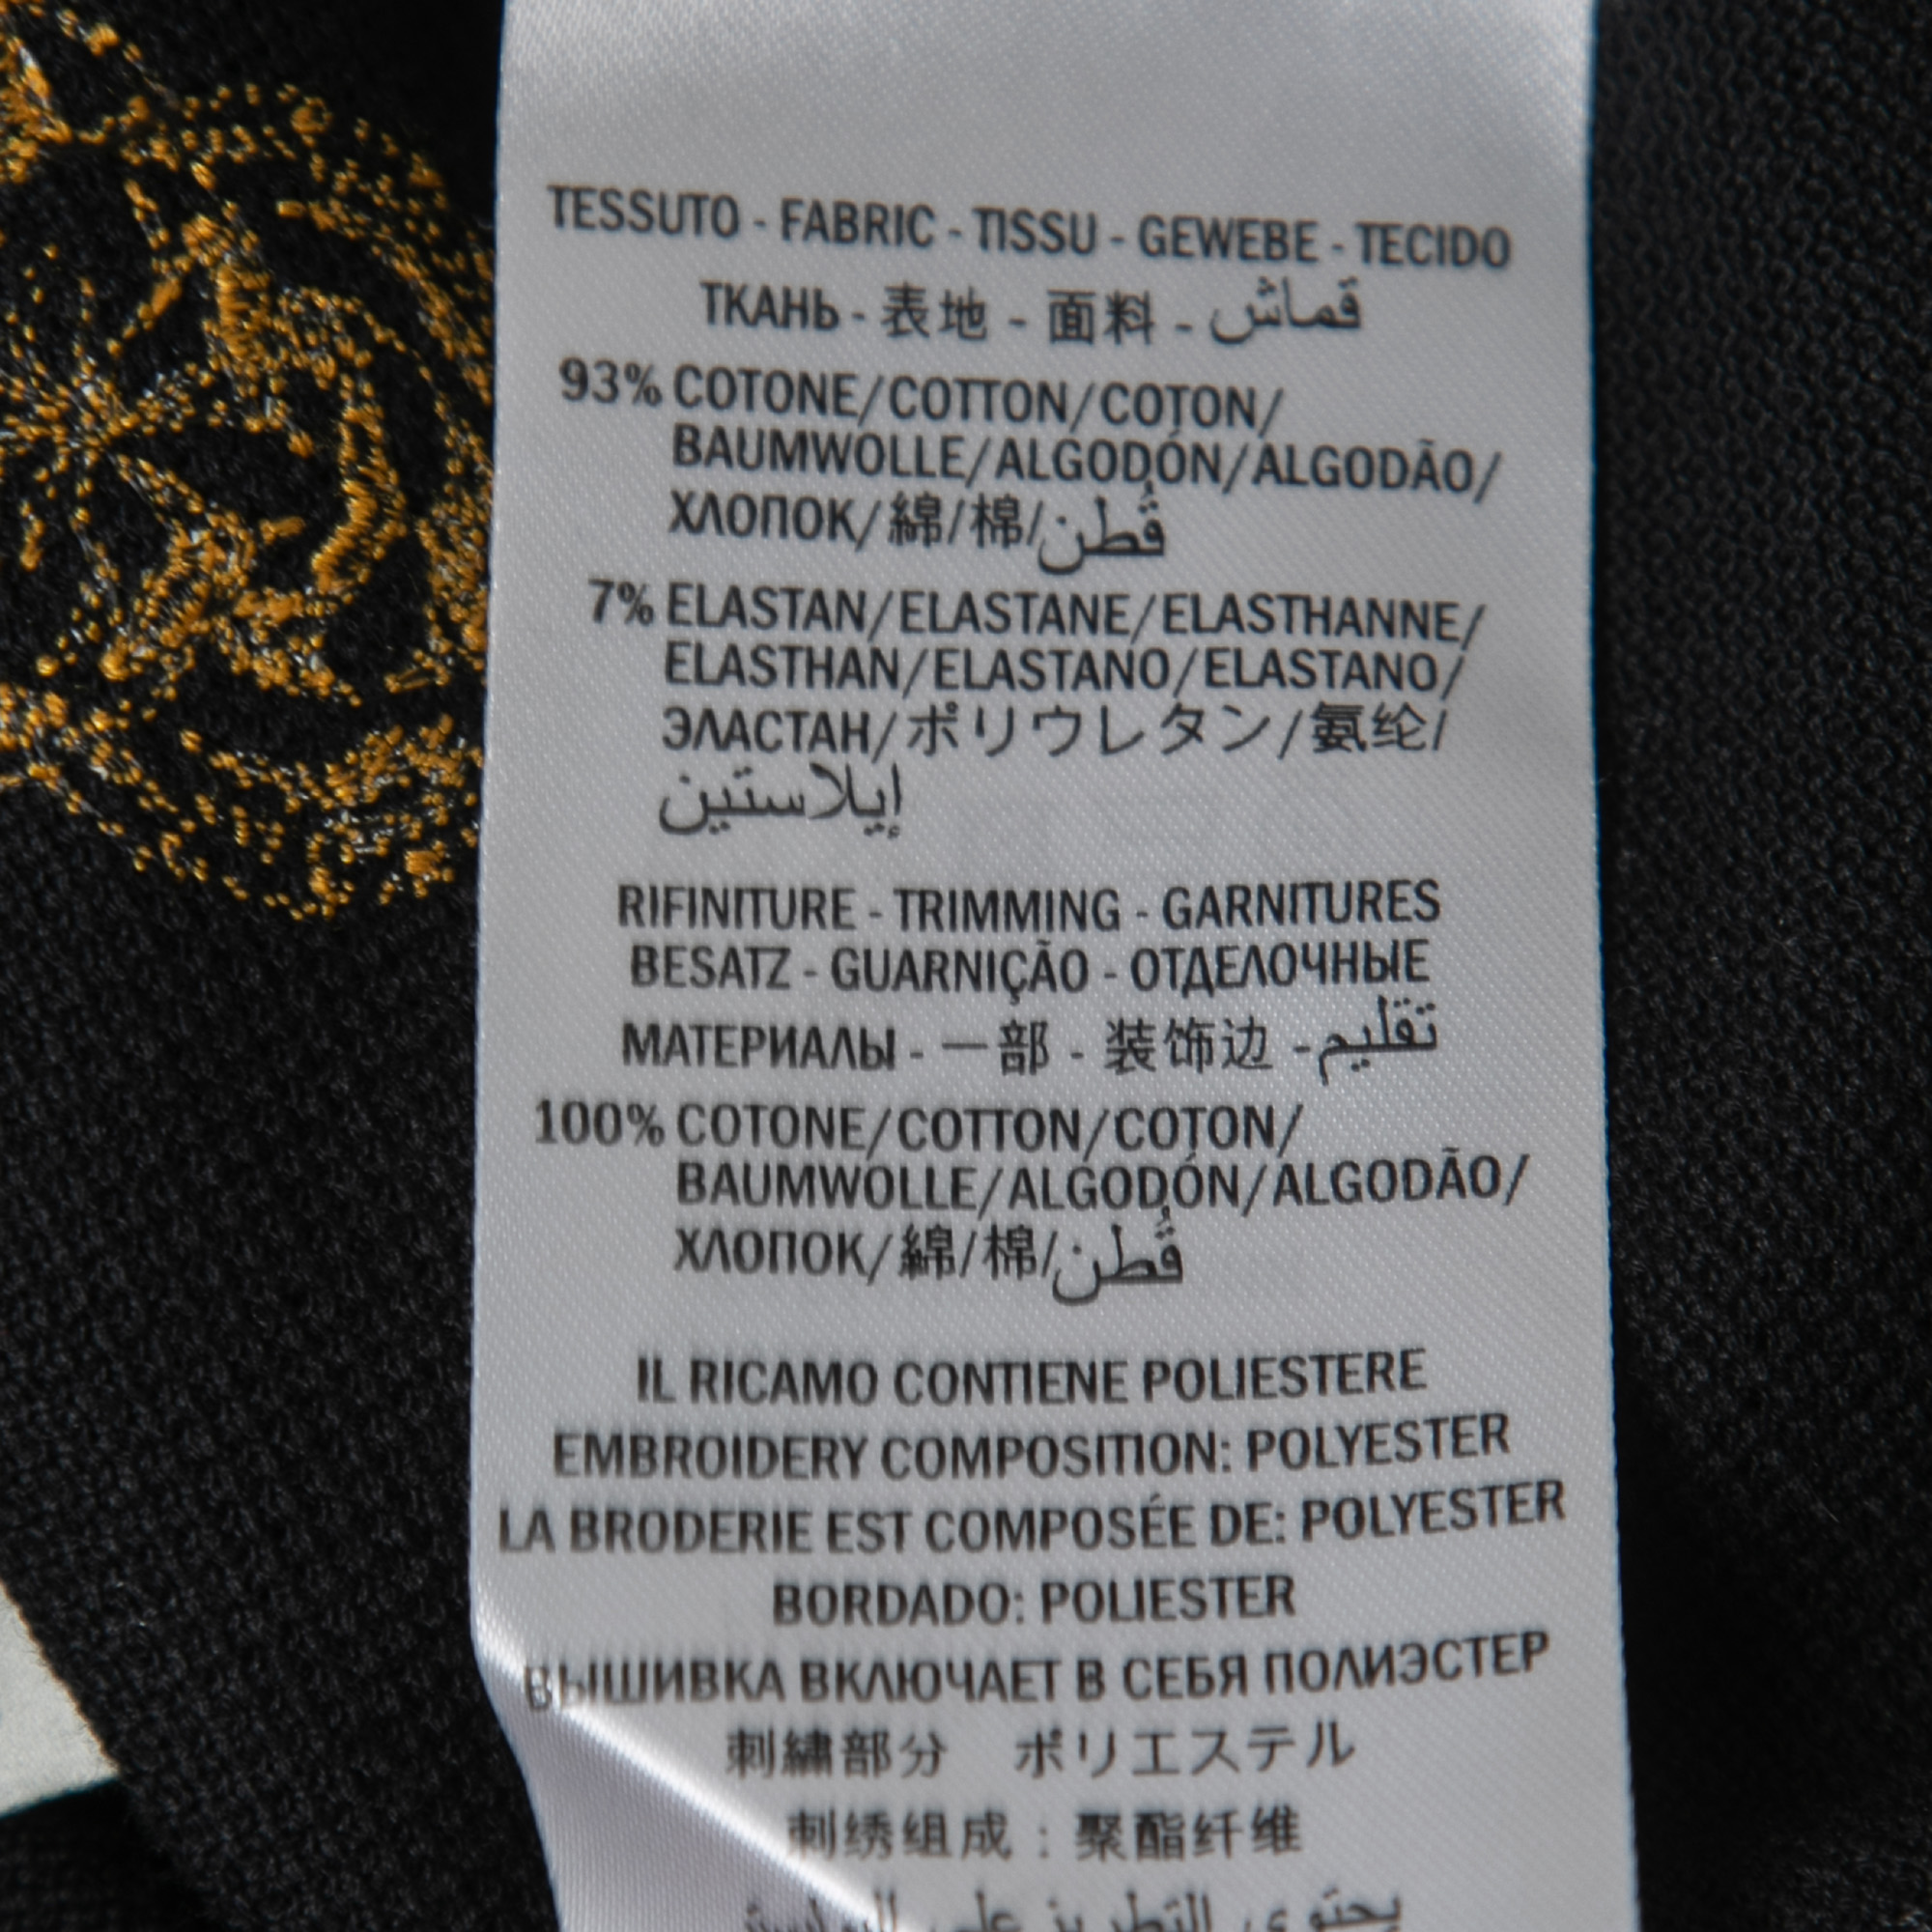 TESSUTO - FABRIC - TISSU - GEWEBE - TECIDO
ТКАНЬ - 表地 - 面料 - قماش
93% COTONE/COTTON/COTON/
BAUMWOLLE/ALGODÓN/ALGODÃO/
ХЛОПОК/綿/棉/قُطن
7% ELASTAN/ELASTANE/ELASTHANNE/
ELASTHAN/ELASTANO/ELASTANO/
ЭЛАСТАН/ポリウレタン/氨纶/
إيلاستين
RIFINITURE - TRIMMING - GARNITURES
BESATZ - GUARNIÇÃO - ОТДЕЛОЧНЫЕ
МАТЕРИАЛЫ - 一部 - 装饰边 - تقليم
100% COTONE/COTTON/COTON/
BAUMWOLLE/ALGODÓN/ALGODÃO/
ХЛОПОК/綿/棉/قُطن
IL RICAMO CONTIENE POLIESTERE
EMBROIDERY COMPOSITION: POLYESTER
LA BRODERIE EST COMPOSÉE DE: POLYESTER
BORDADO: POLIESTER
ВЫШИВКА ВКЛЮЧАЕТ В СЕБЯ ПОЛИЭСТЕР
刺繍部分 ポリエステル
刺绣组成：聚酯纤维
يحتوي التطريز على